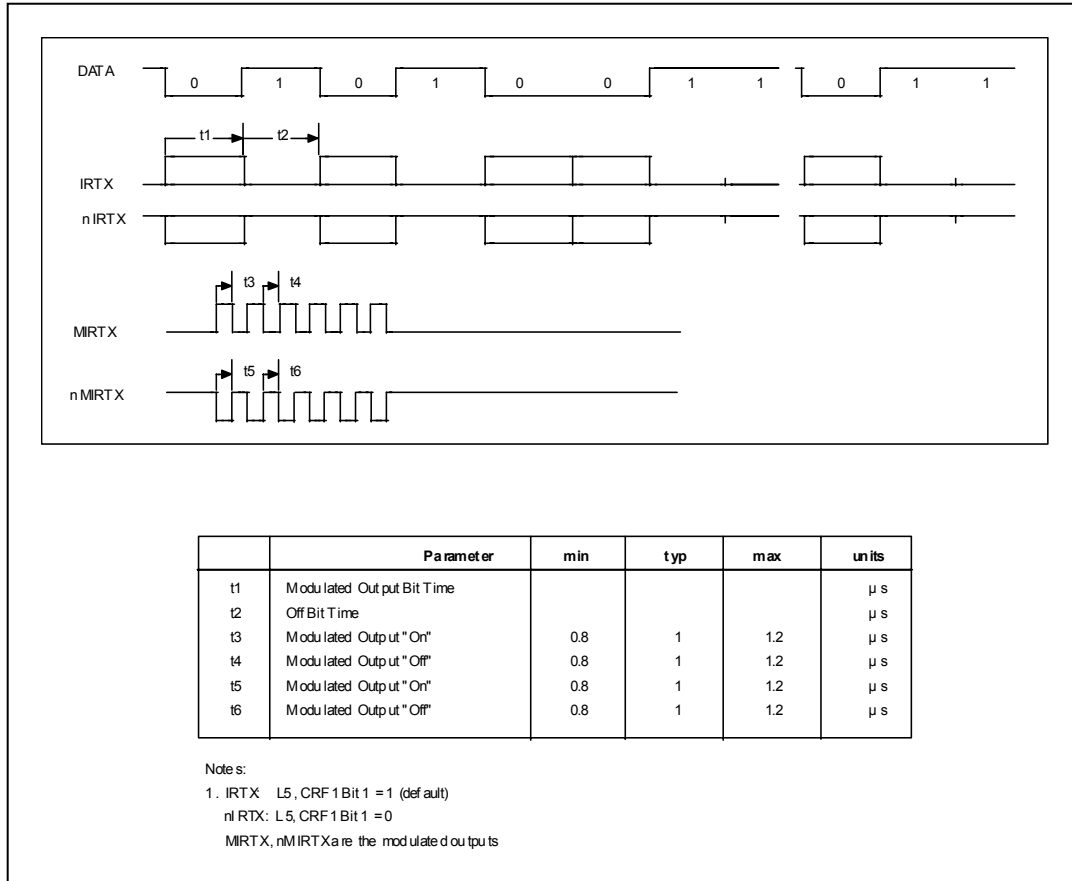 DATA 0 1 0 1 0 0 1 1 0 1 1
t1 t2
IRTX
nIRTX
t3 t4
MIRTX
t5 t6
nMIRTX
Parameter min typ max units
t1 Modulated Output Bit Time µs
t2 Off Bit Time µs
t3 Modulated Output "On" 0.8 1 1.2 µs
t4 Modulated Output "Off" 0.8 1 1.2 µs
t5 Modulated Output "On" 0.8 1 1.2 µs
t6 Modulated Output "Off" 0.8 1 1.2 µs
Notes:
1. IRTX: L5, CRF1 Bit 1 = 1 (default)
nIRTX: L5, CRF1 Bit 1 = 0
MIRTX, nMIRTX are the modulated outputs